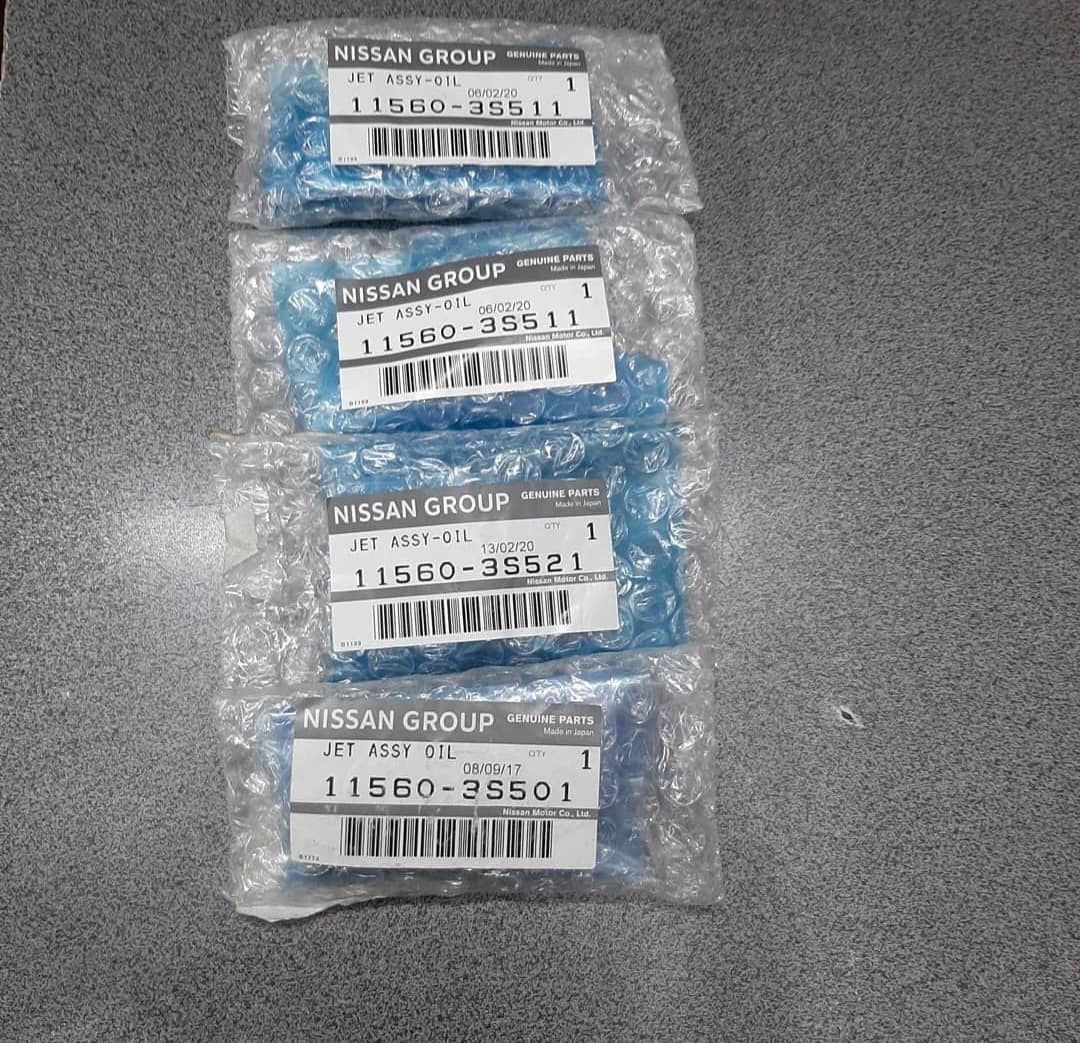 NISSAN GROUP GENUINE PARTS
Made in Japan
JET ASSY-OIL QTY 1
06/02/20
11560-3S511
Nissan Motor Co., Ltd.
NISSAN GROUP GENUINE PARTS
Made in Japan
JET ASSY-OIL QTY 1
06/02/20
11560-3S511
Nissan Motor Co., Ltd.
NISSAN GROUP GENUINE PARTS
Made in Japan
JET ASSY-OIL QTY 1
13/02/20
11560-3S521
Nissan Motor Co., Ltd.
NISSAN GROUP GENUINE PARTS
Made in Japan
JET ASSY OIL QTY 1
08/09/17
11560-3S501
Nissan Motor Co., Ltd.